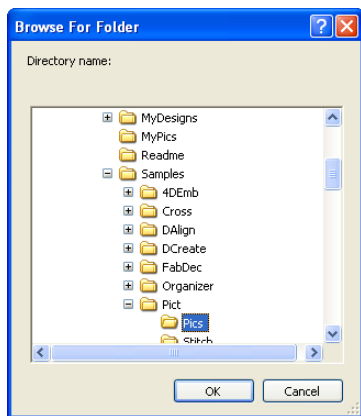 Browse For Folder
Directory name:
MyDesigns
MyPics
Readme
Samples
4DEmb
Cross
DAlign
DCreate
FabDec
Organizer
Pict
Pics
Stitch
OK Cancel